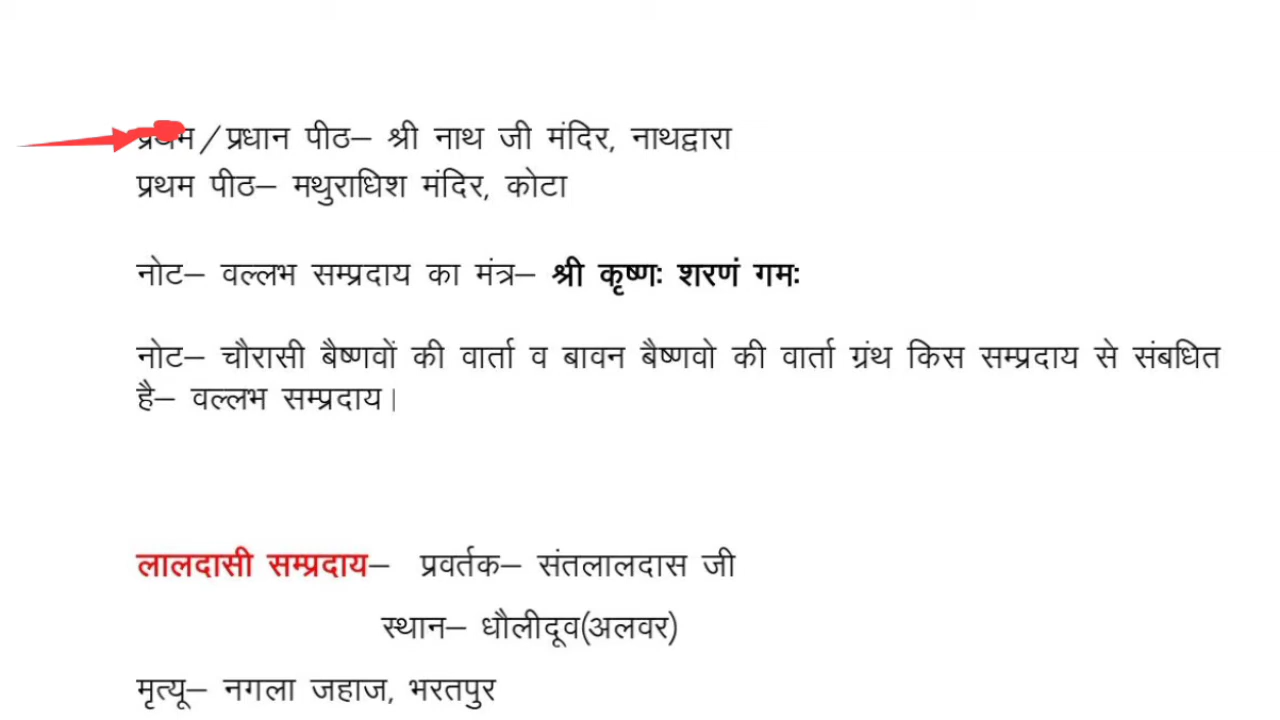 प्रथम/प्रधान पीठ– श्री नाथ जी मंदिर, नाथद्वारा
प्रथम पीठ– मथुराधिश मंदिर, कोटा
नोट– वल्लभ सम्प्रदाय का मंत्र– श्री कृष्णः शरणं गमः
नोट– चौरासी बैष्णवों की वार्ता व बावन बैष्णवो की वार्ता ग्रंथ किस सम्प्रदाय से संबधित
है– वल्लभ सम्प्रदाय।
लालदासी सम्प्रदाय– प्रवर्तक– संतलालदास जी
स्थान– धौलीदूव(अलवर)
मृत्यू– नगला जहाज, भरतपुर